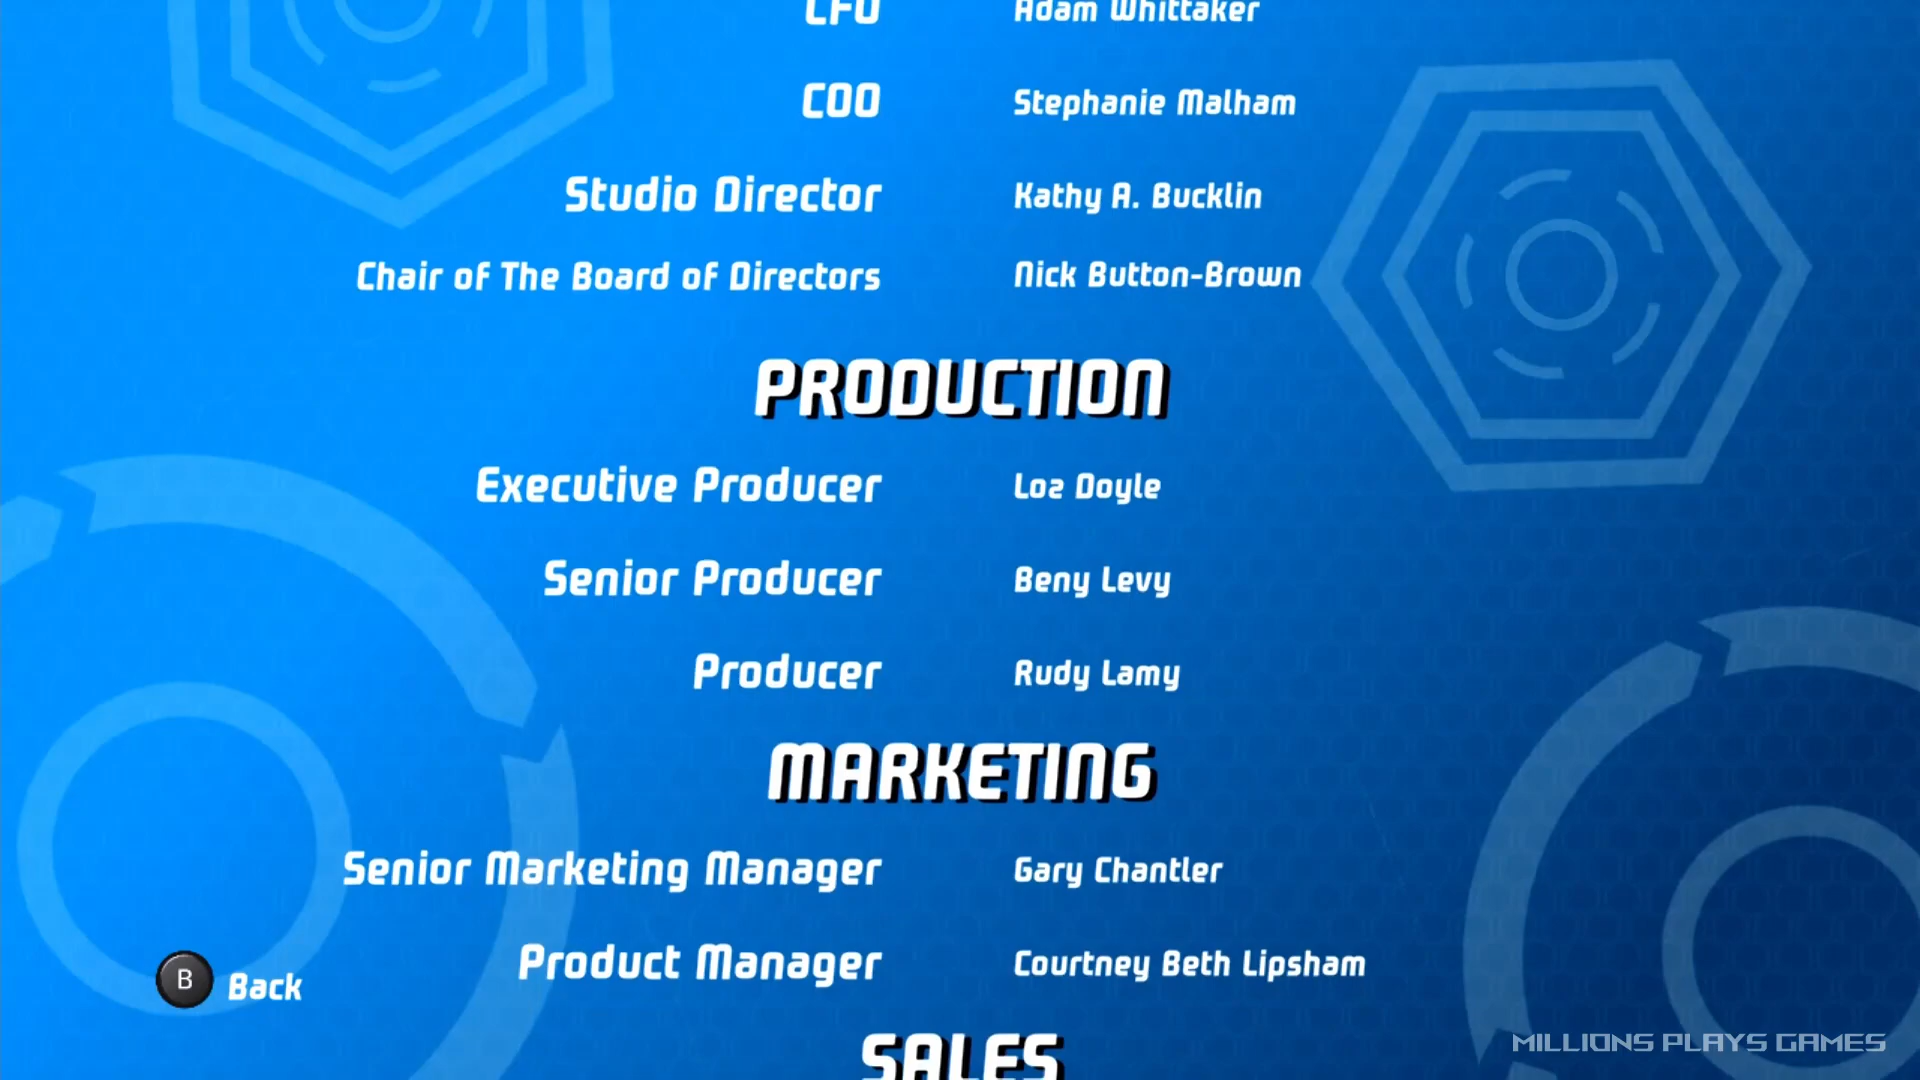 CFO Adam Whittaker
COO Stephanie Malham
Studio Director Kathy A. Bucklin
Chair of The Board of Directors Nick Button-Brown
PRODUCTION
Executive Producer Loz Doyle
Senior Producer Beny Levy
Producer Rudy Lamy
MARKETING
Senior Marketing Manager Gary Chantler
Product Manager Courtney Beth Lipsham
B Back
SALES
MILLIONS PLAYS GAMES